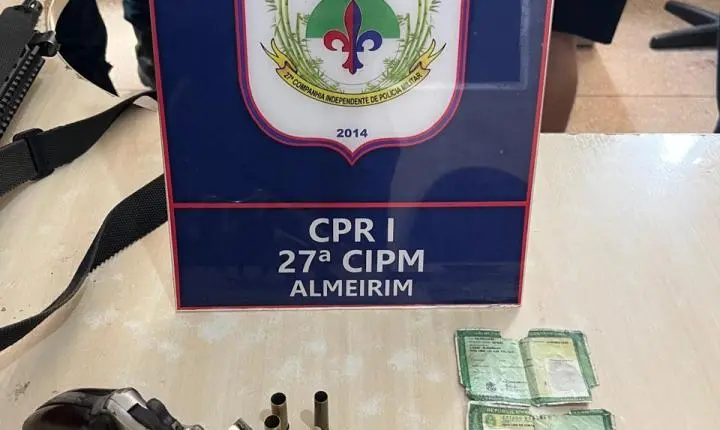 27ª COMPANHIA INDEPENDENTE DE POLÍCIA MILITAR
2014
CPR I
27ª CIPM
ALMEIRIM